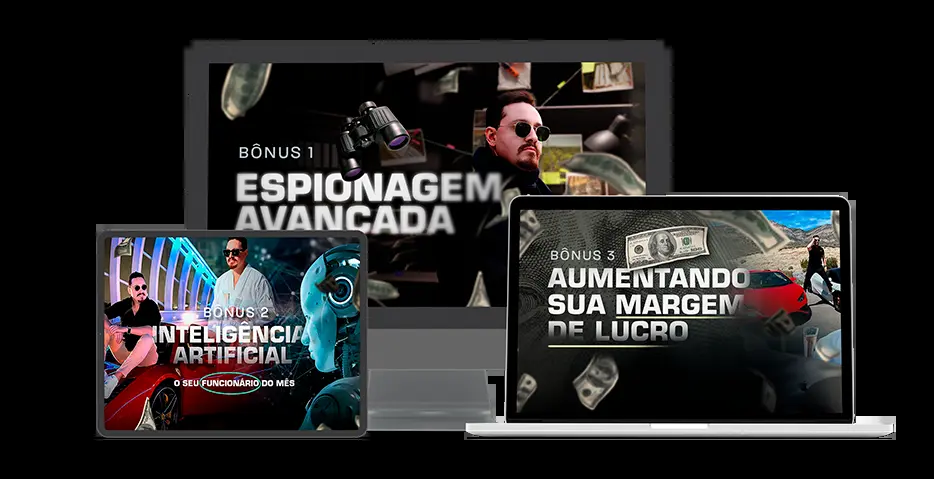 BÔNUS 1
ESPIONAGEM
AVANÇADA
BÔNUS 2
INTELIGÊNCIA
ARTIFICIAL
O SEU FUNCIONÁRIO DO MÊS
BÔNUS 3
AUMENTANDO
SUA MARGEM
DE LUCRO